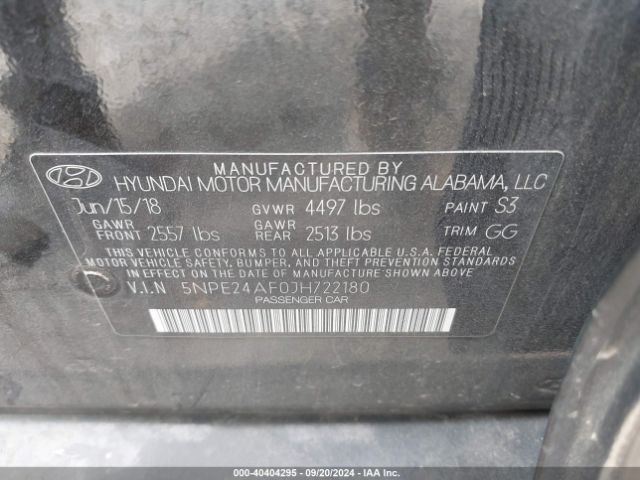 MANUFACTURED BY
HYUNDAI MOTOR MANUFACTURING ALABAMA, LLC
Jun/15/18 GVWR 4497 lbs PAINT S3
GAWR FRONT 2557 lbs GAWR REAR 2513 lbs TRIM GG
THIS VEHICLE CONFORMS TO ALL APPLICABLE U.S.A. FEDERAL
MOTOR VEHICLE SAFETY, BUMPER, AND THEFT PREVENTION STANDARDS
IN EFFECT ON THE DATE OF MANUFACTURE SHOWN ABOVE
V.I.N 5NPE24AF0JH722180
PASSENGER CAR
000-40404295 - 09/20/2024 - IAA Inc.